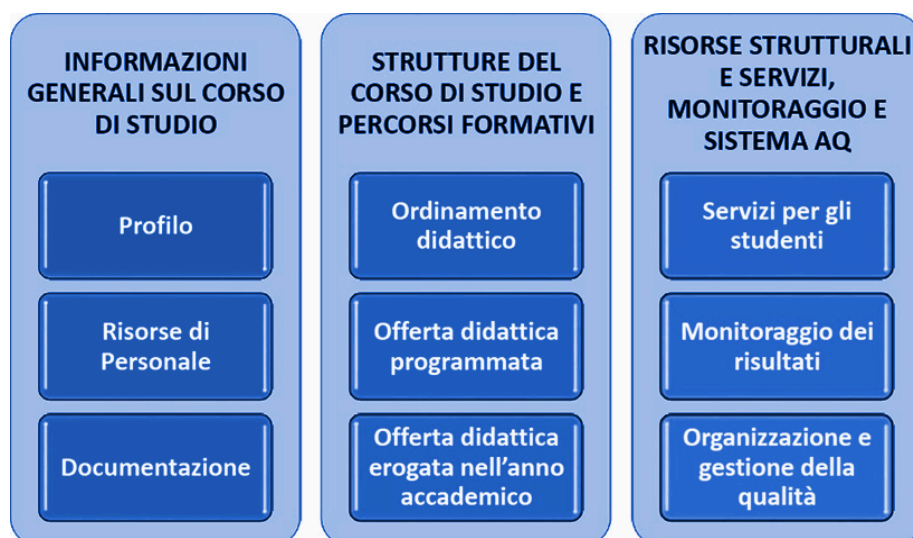 INFORMAZIONI
GENERALI SUL CORSO
DI STUDIO
Profilo
Risorse di
Personale
Documentazione
STRUTTURE DEL
CORSO DI STUDIO E
PERCORSI FORMATIVI
Ordinamento
didattico
Offerta didattica
programmata
Offerta didattica
erogata nell'anno
accademico
RISORSE STRUTTURALI
E SERVIZI,
MONITORAGGIO E
SISTEMA AQ
Servizi per gli
studenti
Monitoraggio dei
risultati
Organizzazione e
gestione della
qualità